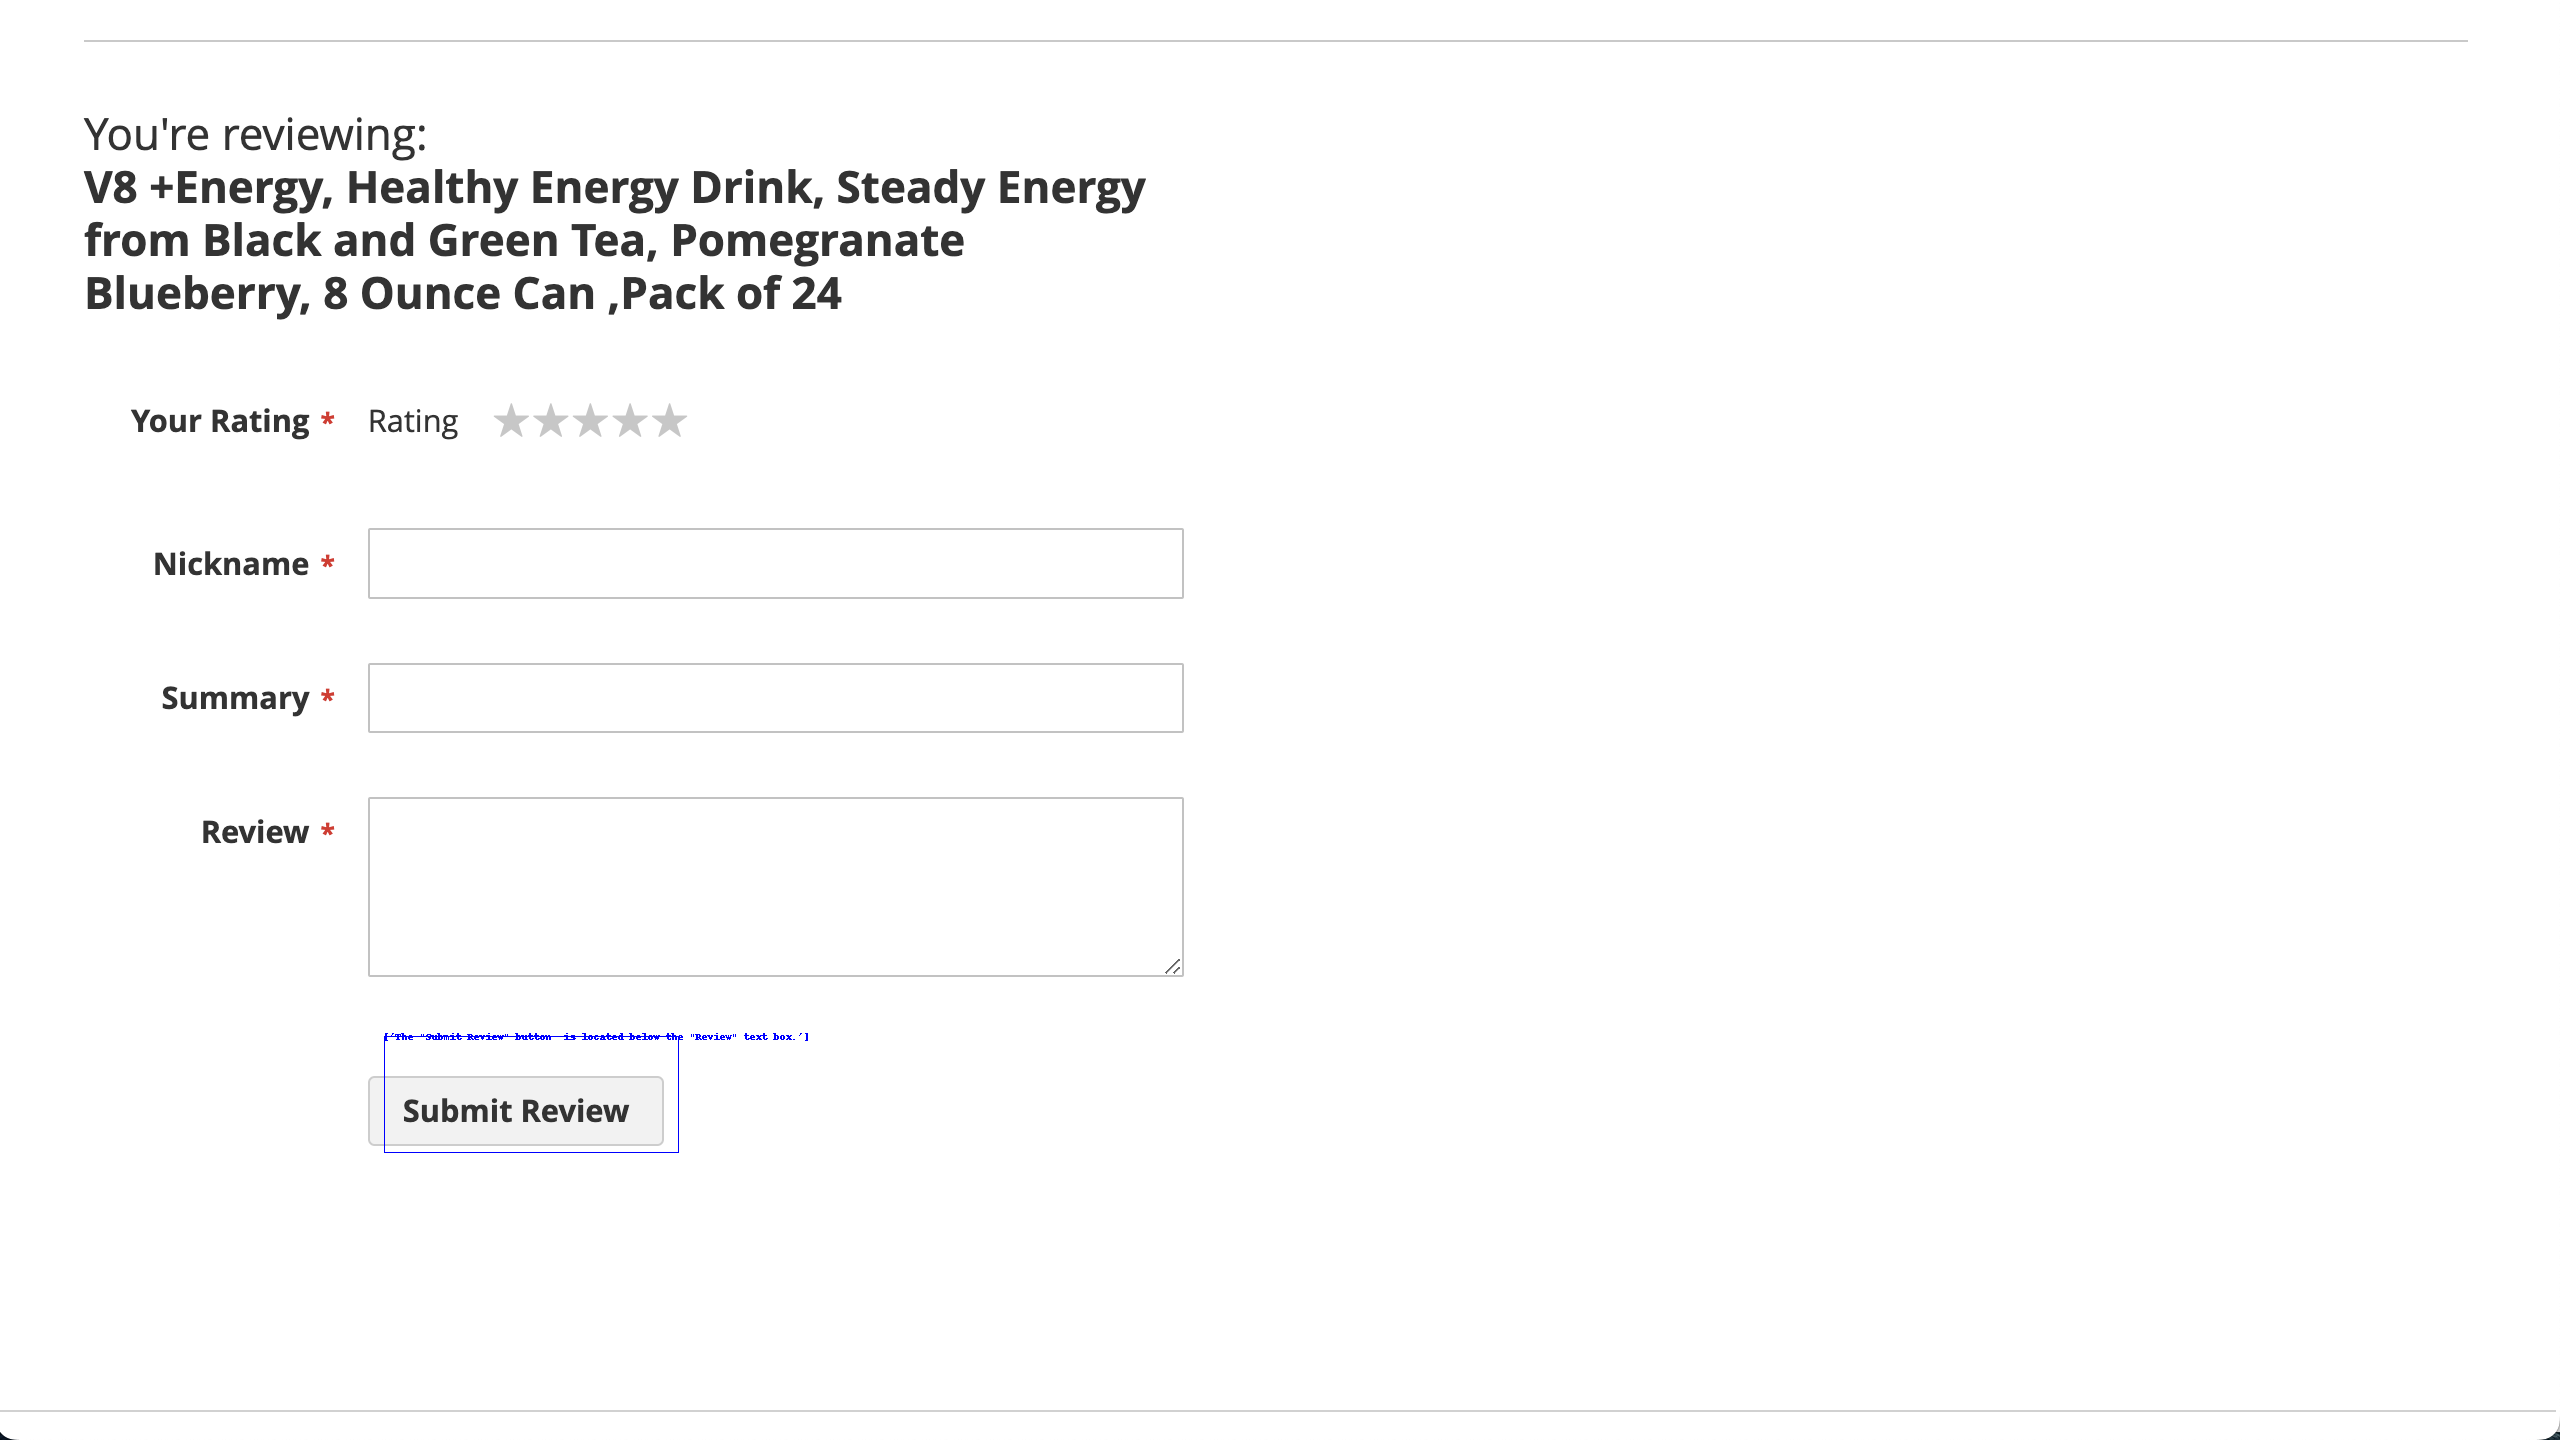 You're reviewing:
V8 +Energy, Healthy Energy Drink, Steady Energy
from Black and Green Tea, Pomegranate
Blueberry, 8 Ounce Can ,Pack of 24
Your Rating * Rating
Nickname *
Summary *
Review *
['The "Submit Review" button  is located below the "Review" text box.']
Submit Review